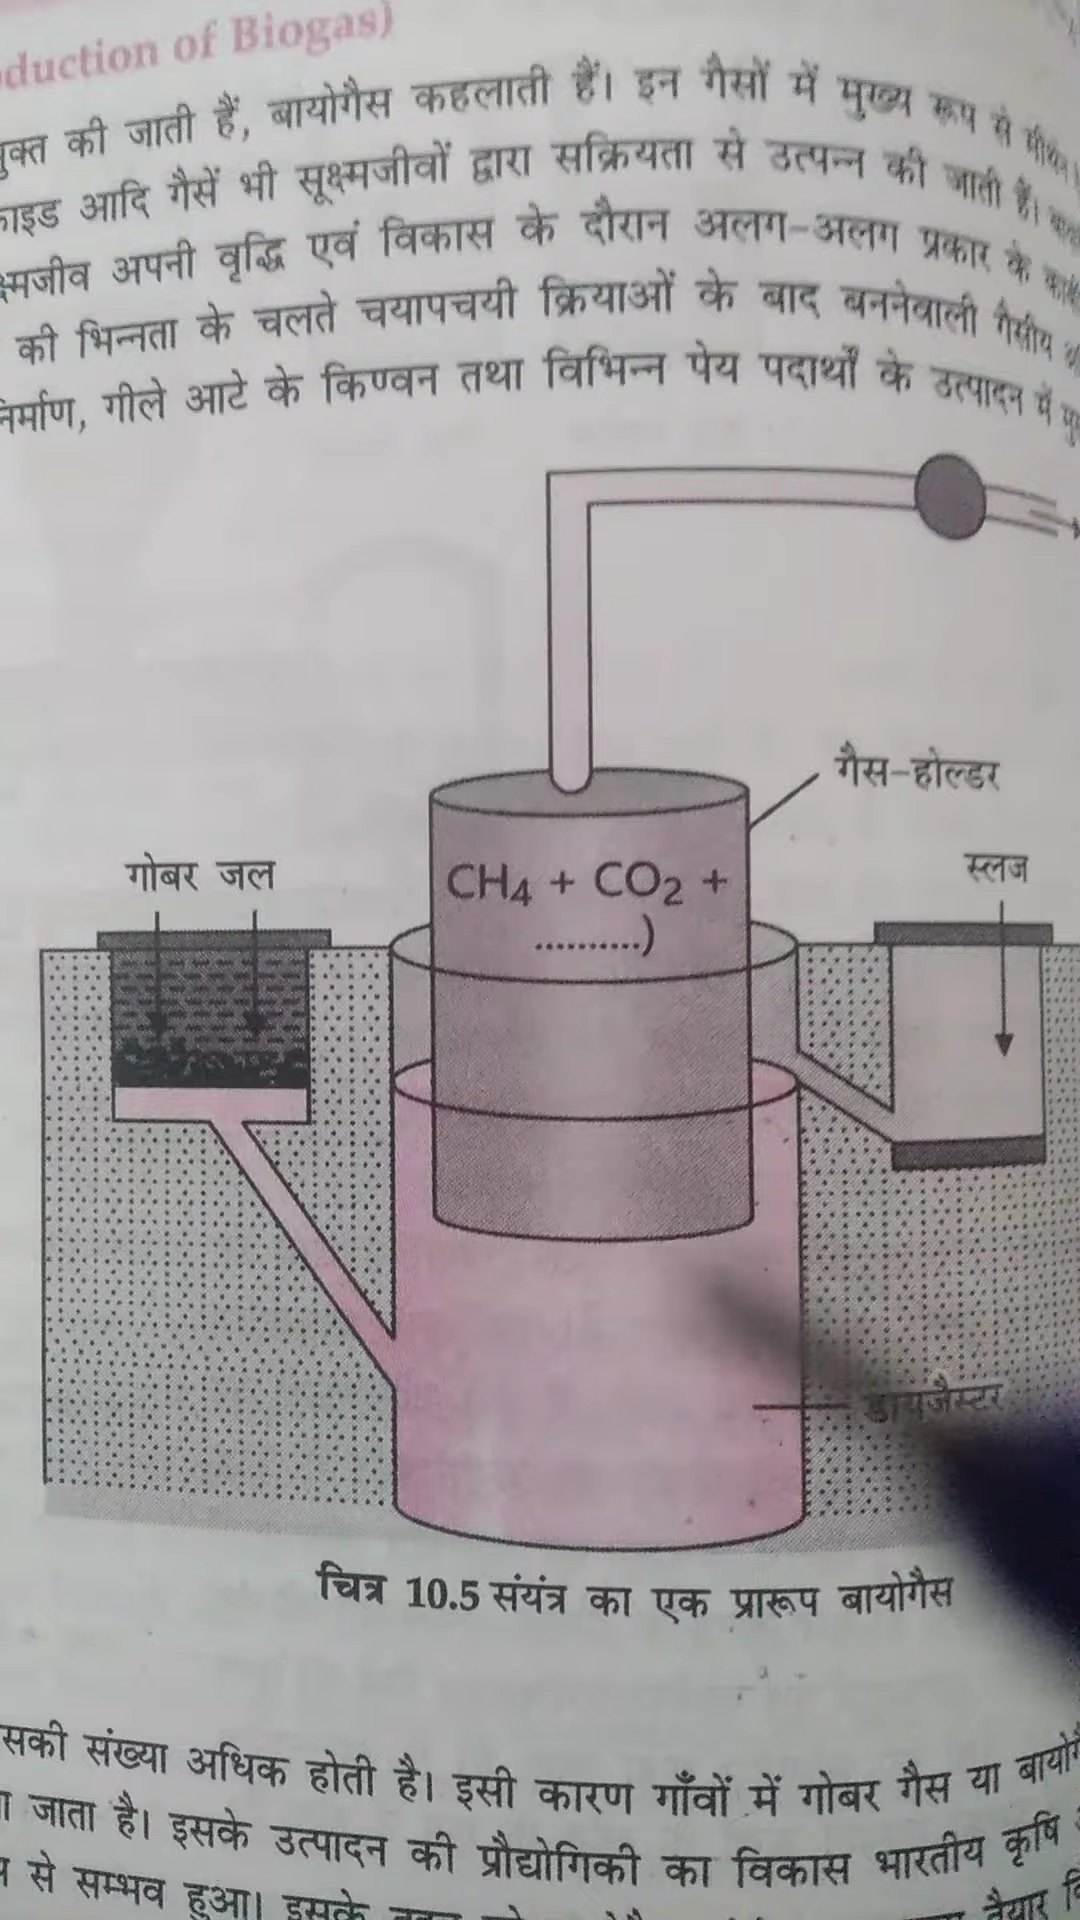 duction of Biogas)
की जाती हैं, बायोगैस कहलाती हैं। इन गैसों में मुख्य रूप से
आदि गैसें भी सूक्ष्मजीवों द्वारा सक्रियता से उत्पन्न की जाती हैं।
अपनी वृद्धि एवं विकास के दौरान अलग-अलग प्रकार के
की भिन्नता के चलते चयापचयी क्रियाओं के बाद बननेवाली गैसीय
गीले आटे के किण्वन तथा विभिन्न पेय पदार्थों के उत्पादन में
गैस-होल्डर
गोबर जल
स्लज
CH4 + CO2 +
..........)
डायजैस्टर
चित्र 10.5 संयंत्र का एक प्रारूप बायोगैस
सकी संख्या अधिक होती है। इसी कारण गाँवों में गोबर गैस या
जाता है। इसके उत्पादन की प्रौद्योगिकी का विकास भारतीय कृषि
से सम्भव हुआ। इसके